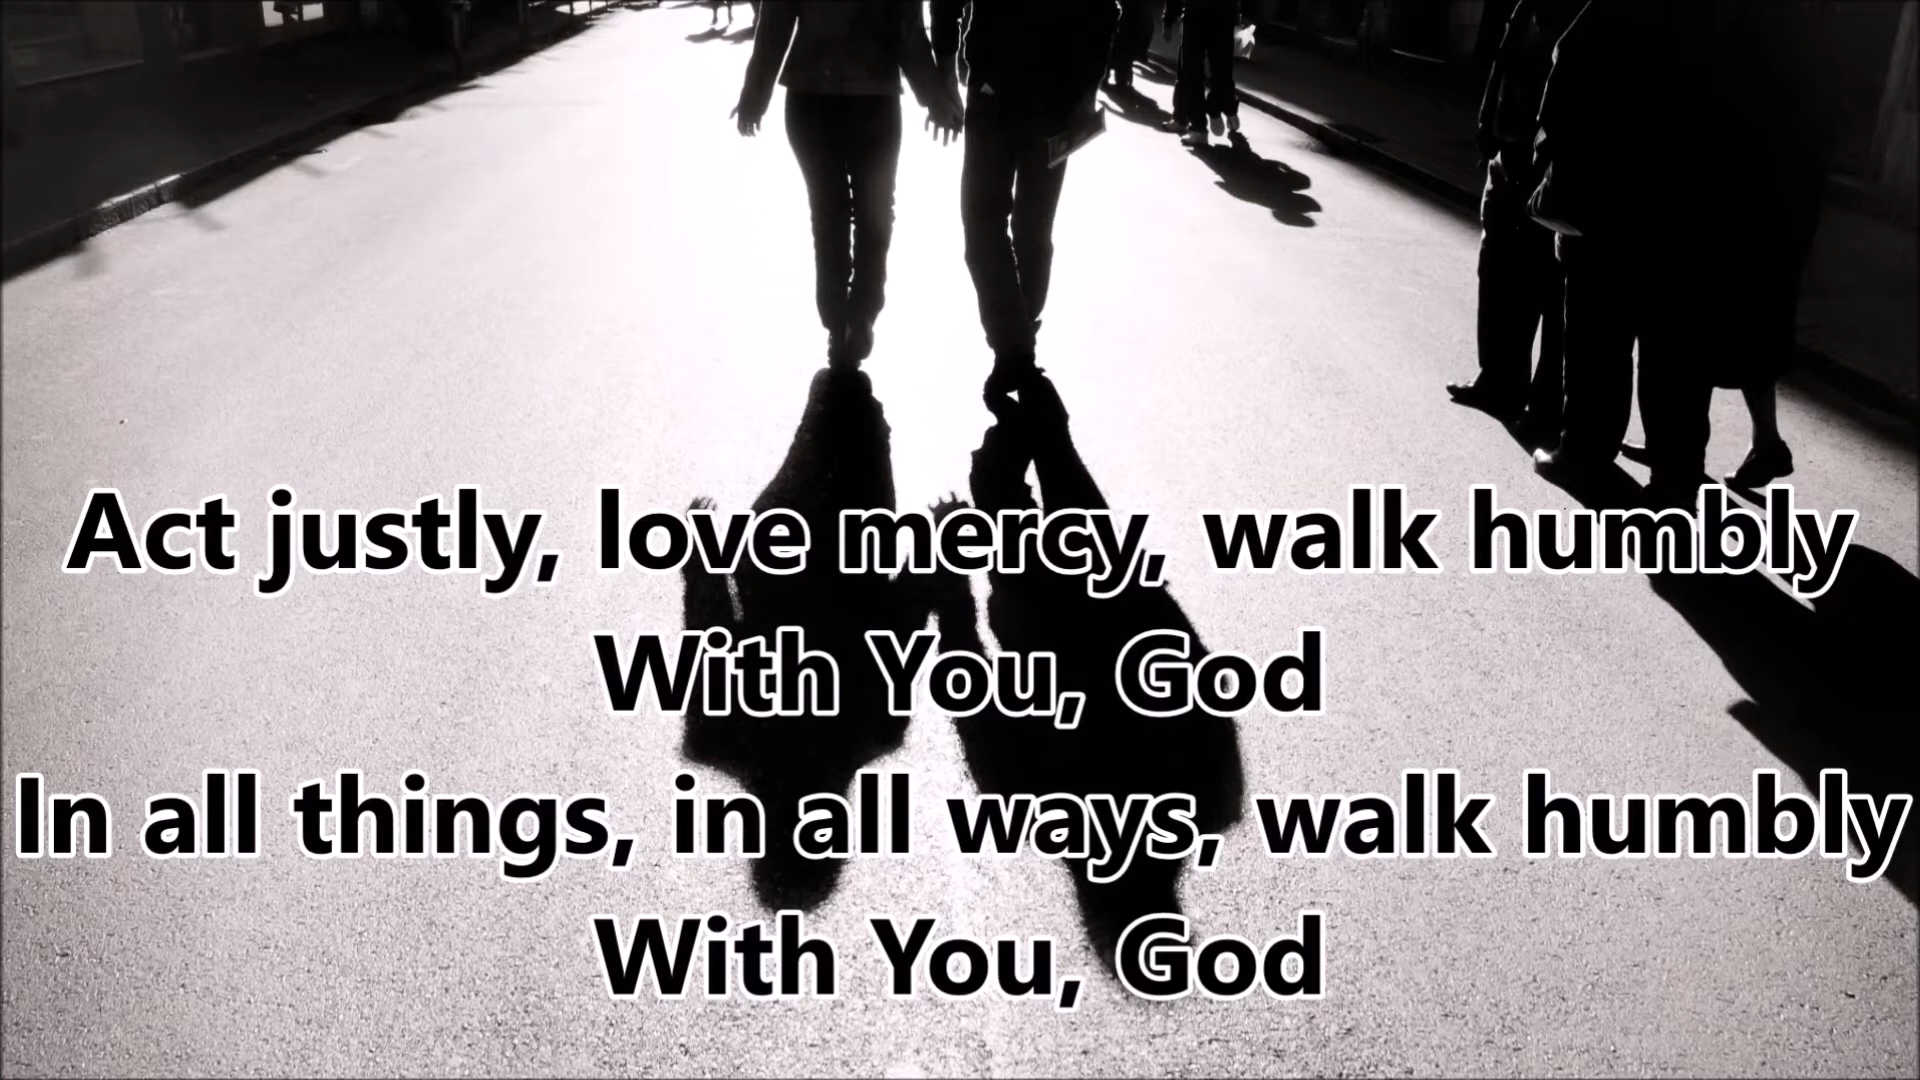 Act justly, love mercy, walk humbly
With You, God
In all things, in all ways, walk humbly
With You, God